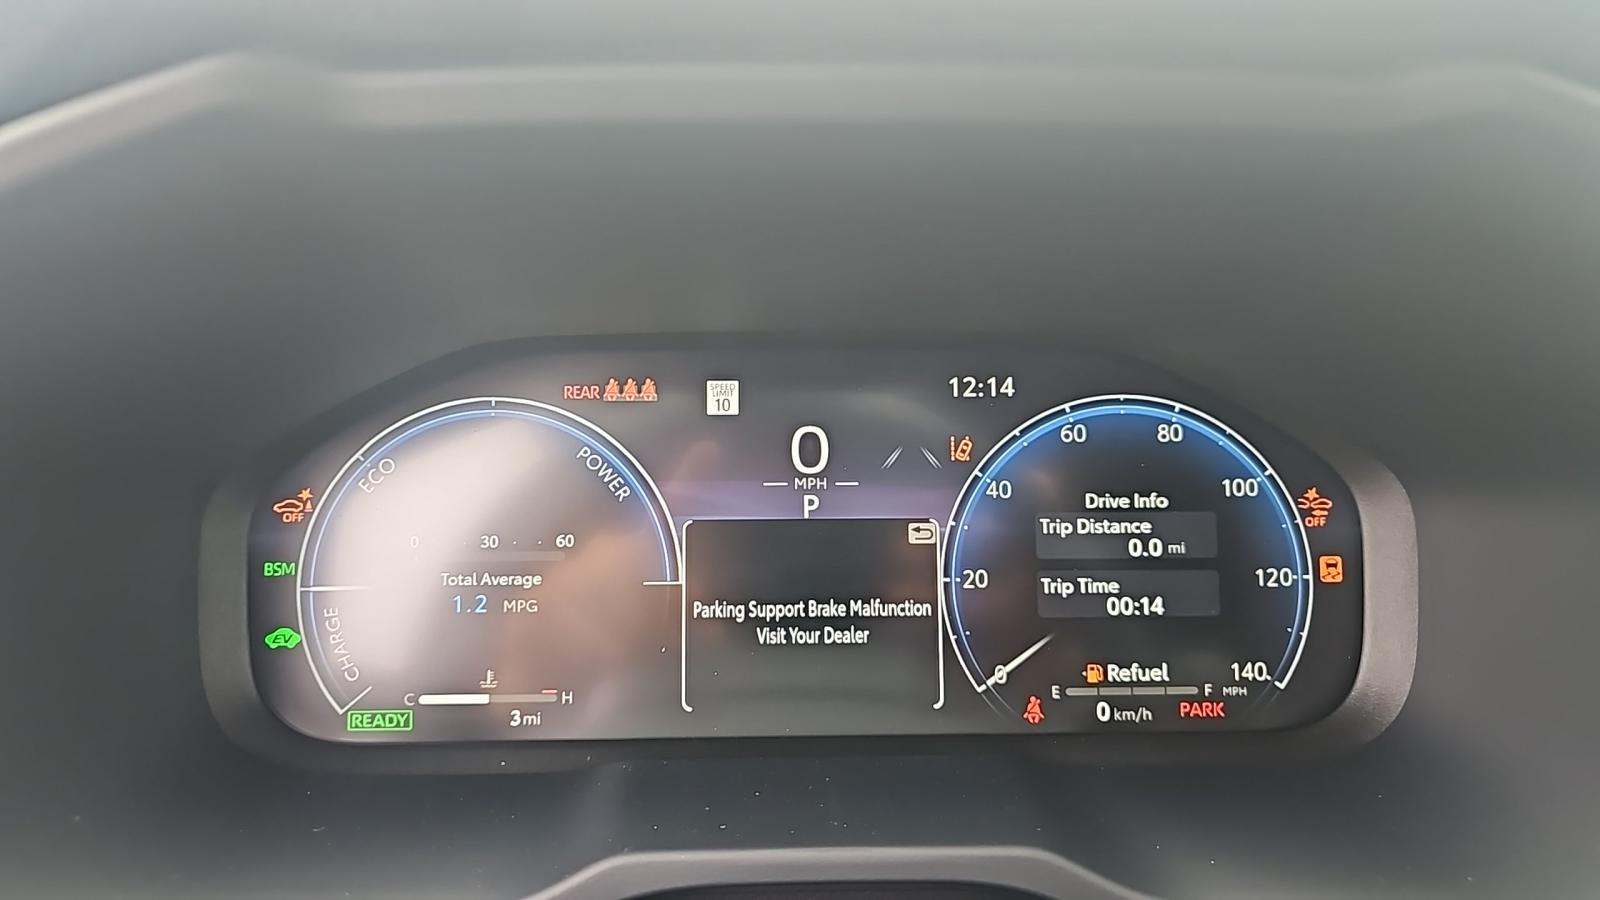 REAR
SPEED
LIMIT
10
12:14
0
MPH
P
ECO
POWER
CHARGE
OFF
BSM
EV
0 30 60
Total Average
1.2 MPG
C H
READY
3 mi
Parking Support Brake Malfunction
Visit Your Dealer
0
20
40
60
80
100
120
140
MPH
Drive Info
Trip Distance
0.0 mi
Trip Time
00:14
Refuel
E F
0 km/h
PARK
OFF